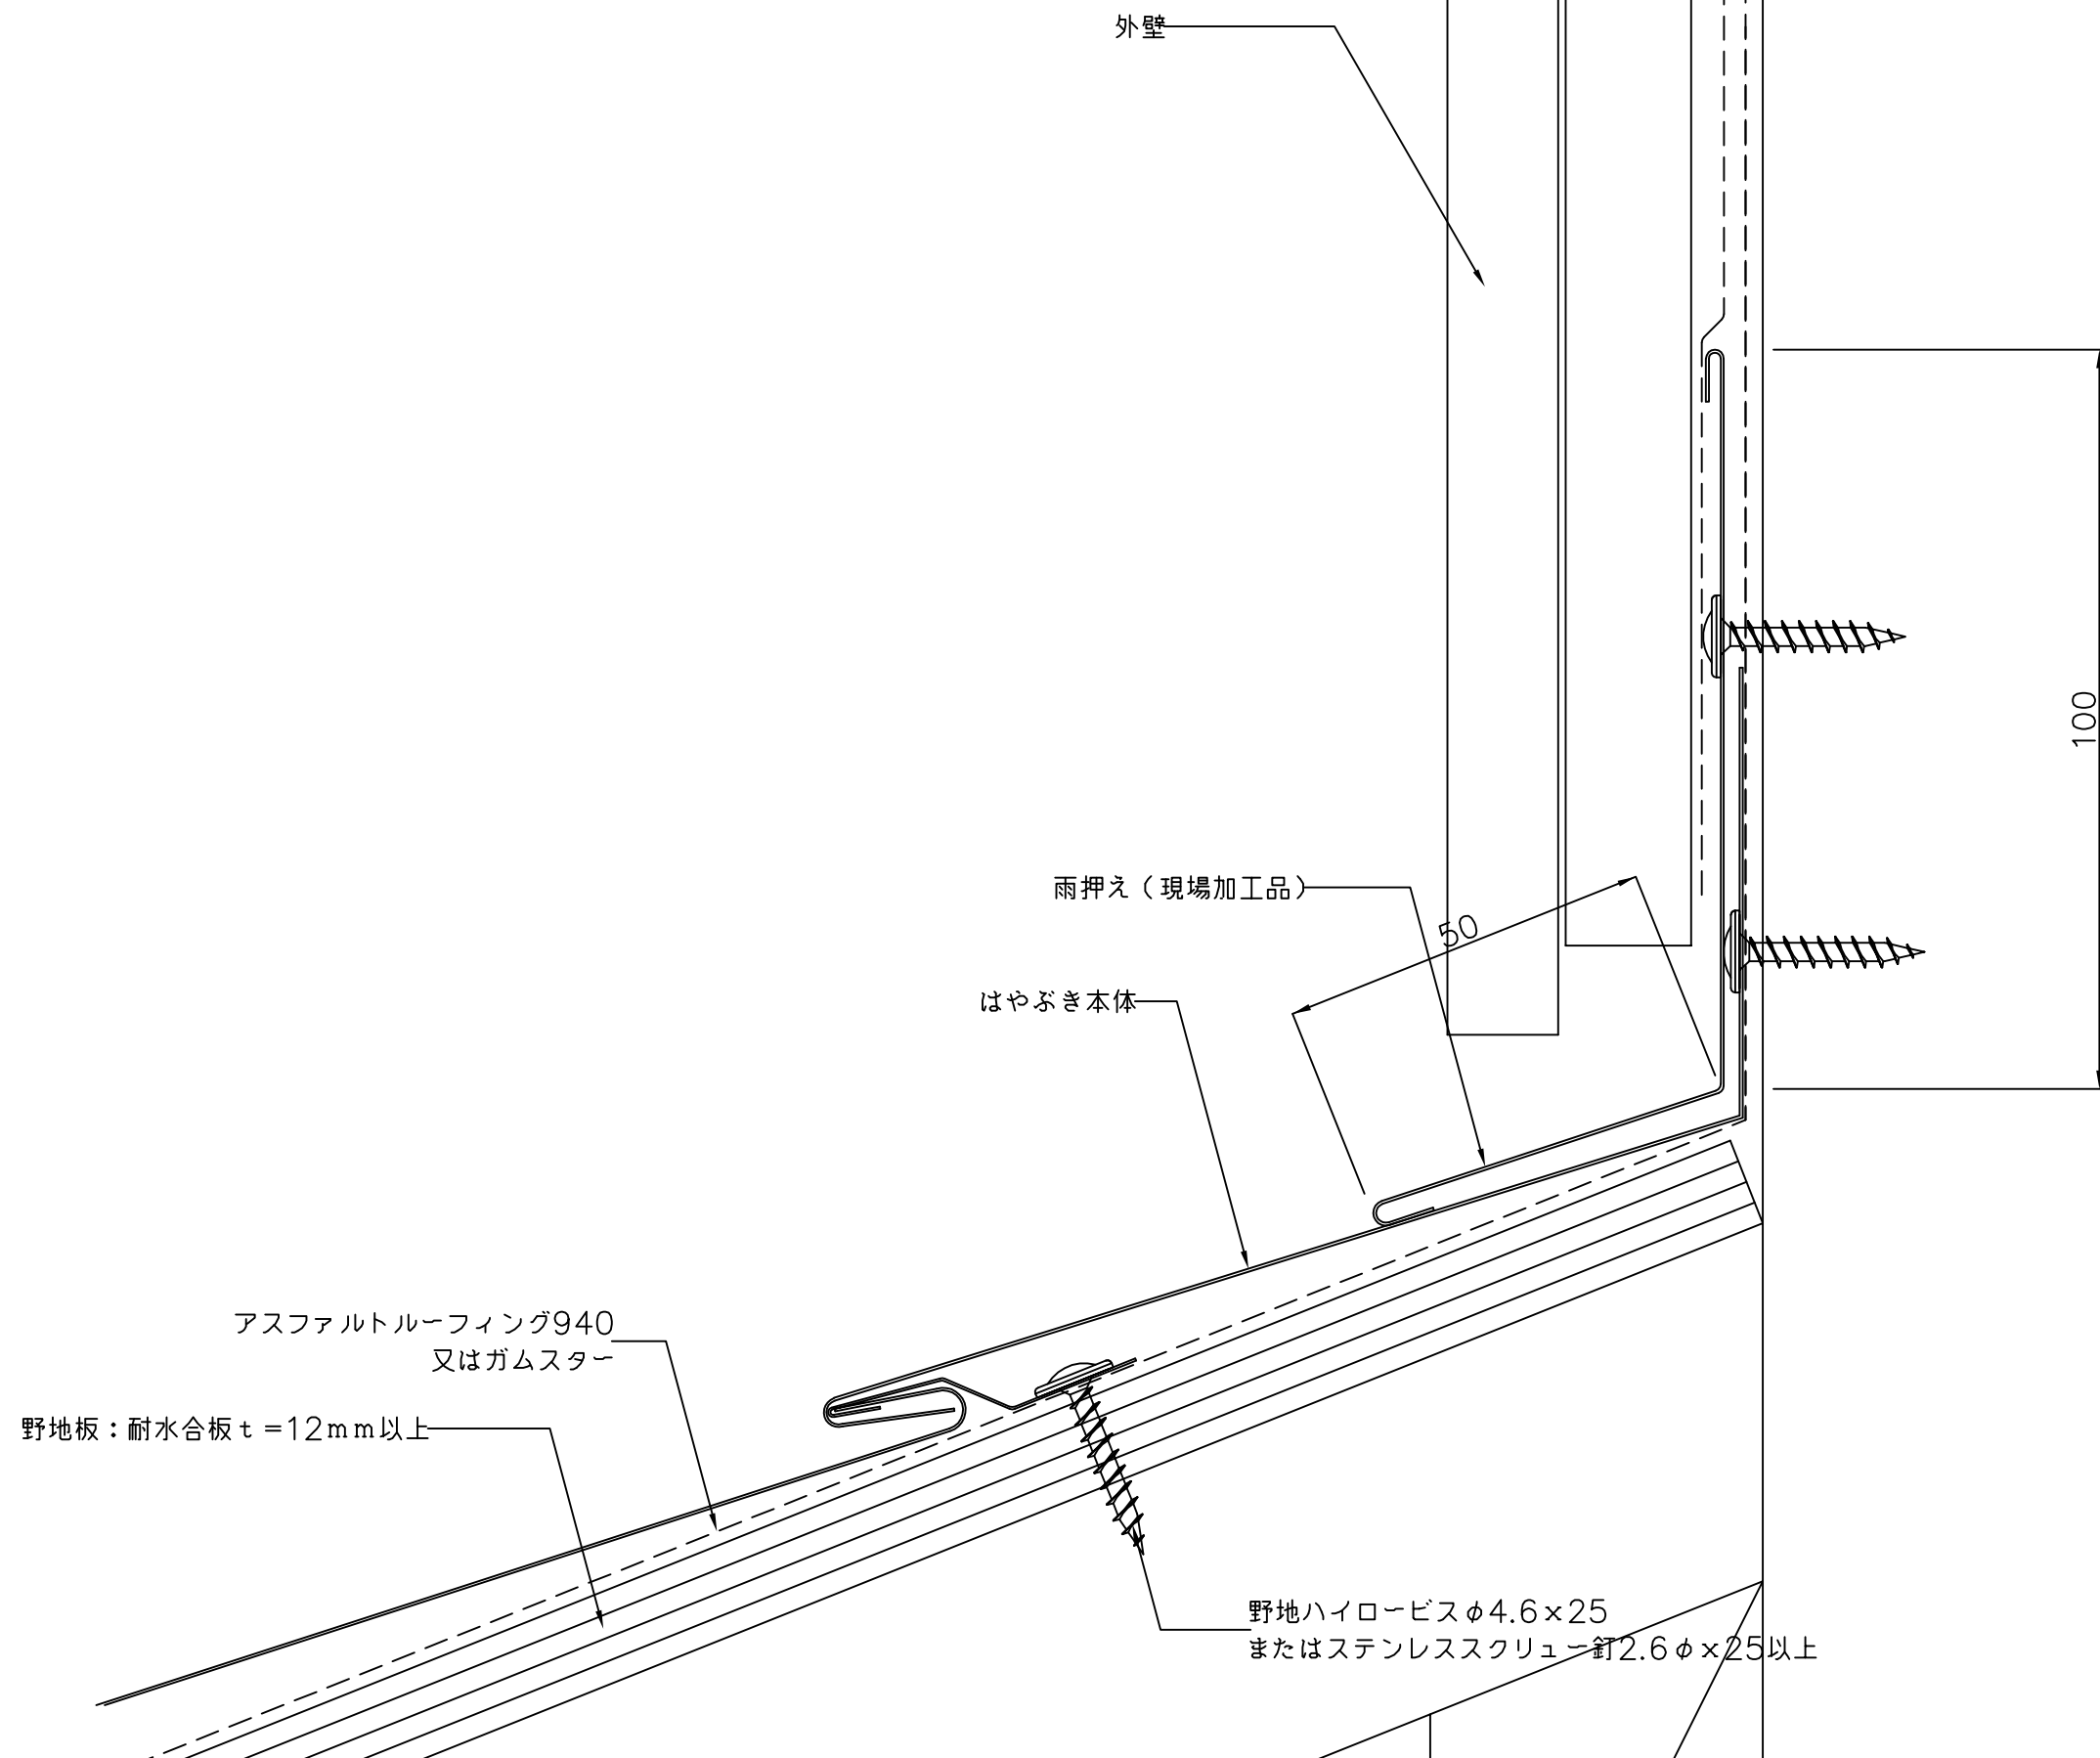 外壁
100
雨押え（現場加工品）
50
はやぶき本体
アスファルトルーフィング940
又はガムスター
野地板：耐水合板ｔ＝12ｍｍ以上
野地ハイロービスφ4.6×25
またはステンレススクリュー釘2.6φ×25以上